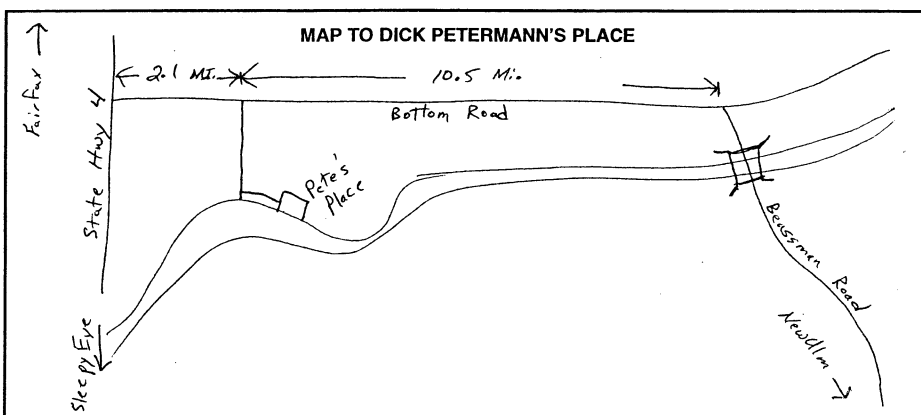 MAP TO DICK PETERMANN'S PLACE
Fairfax
2.1 MI.
10.5 Mi.
State Hwy 4
Bottom Road
Pete's
Place
Beussman Road
New Ulm
Sleepy Eye